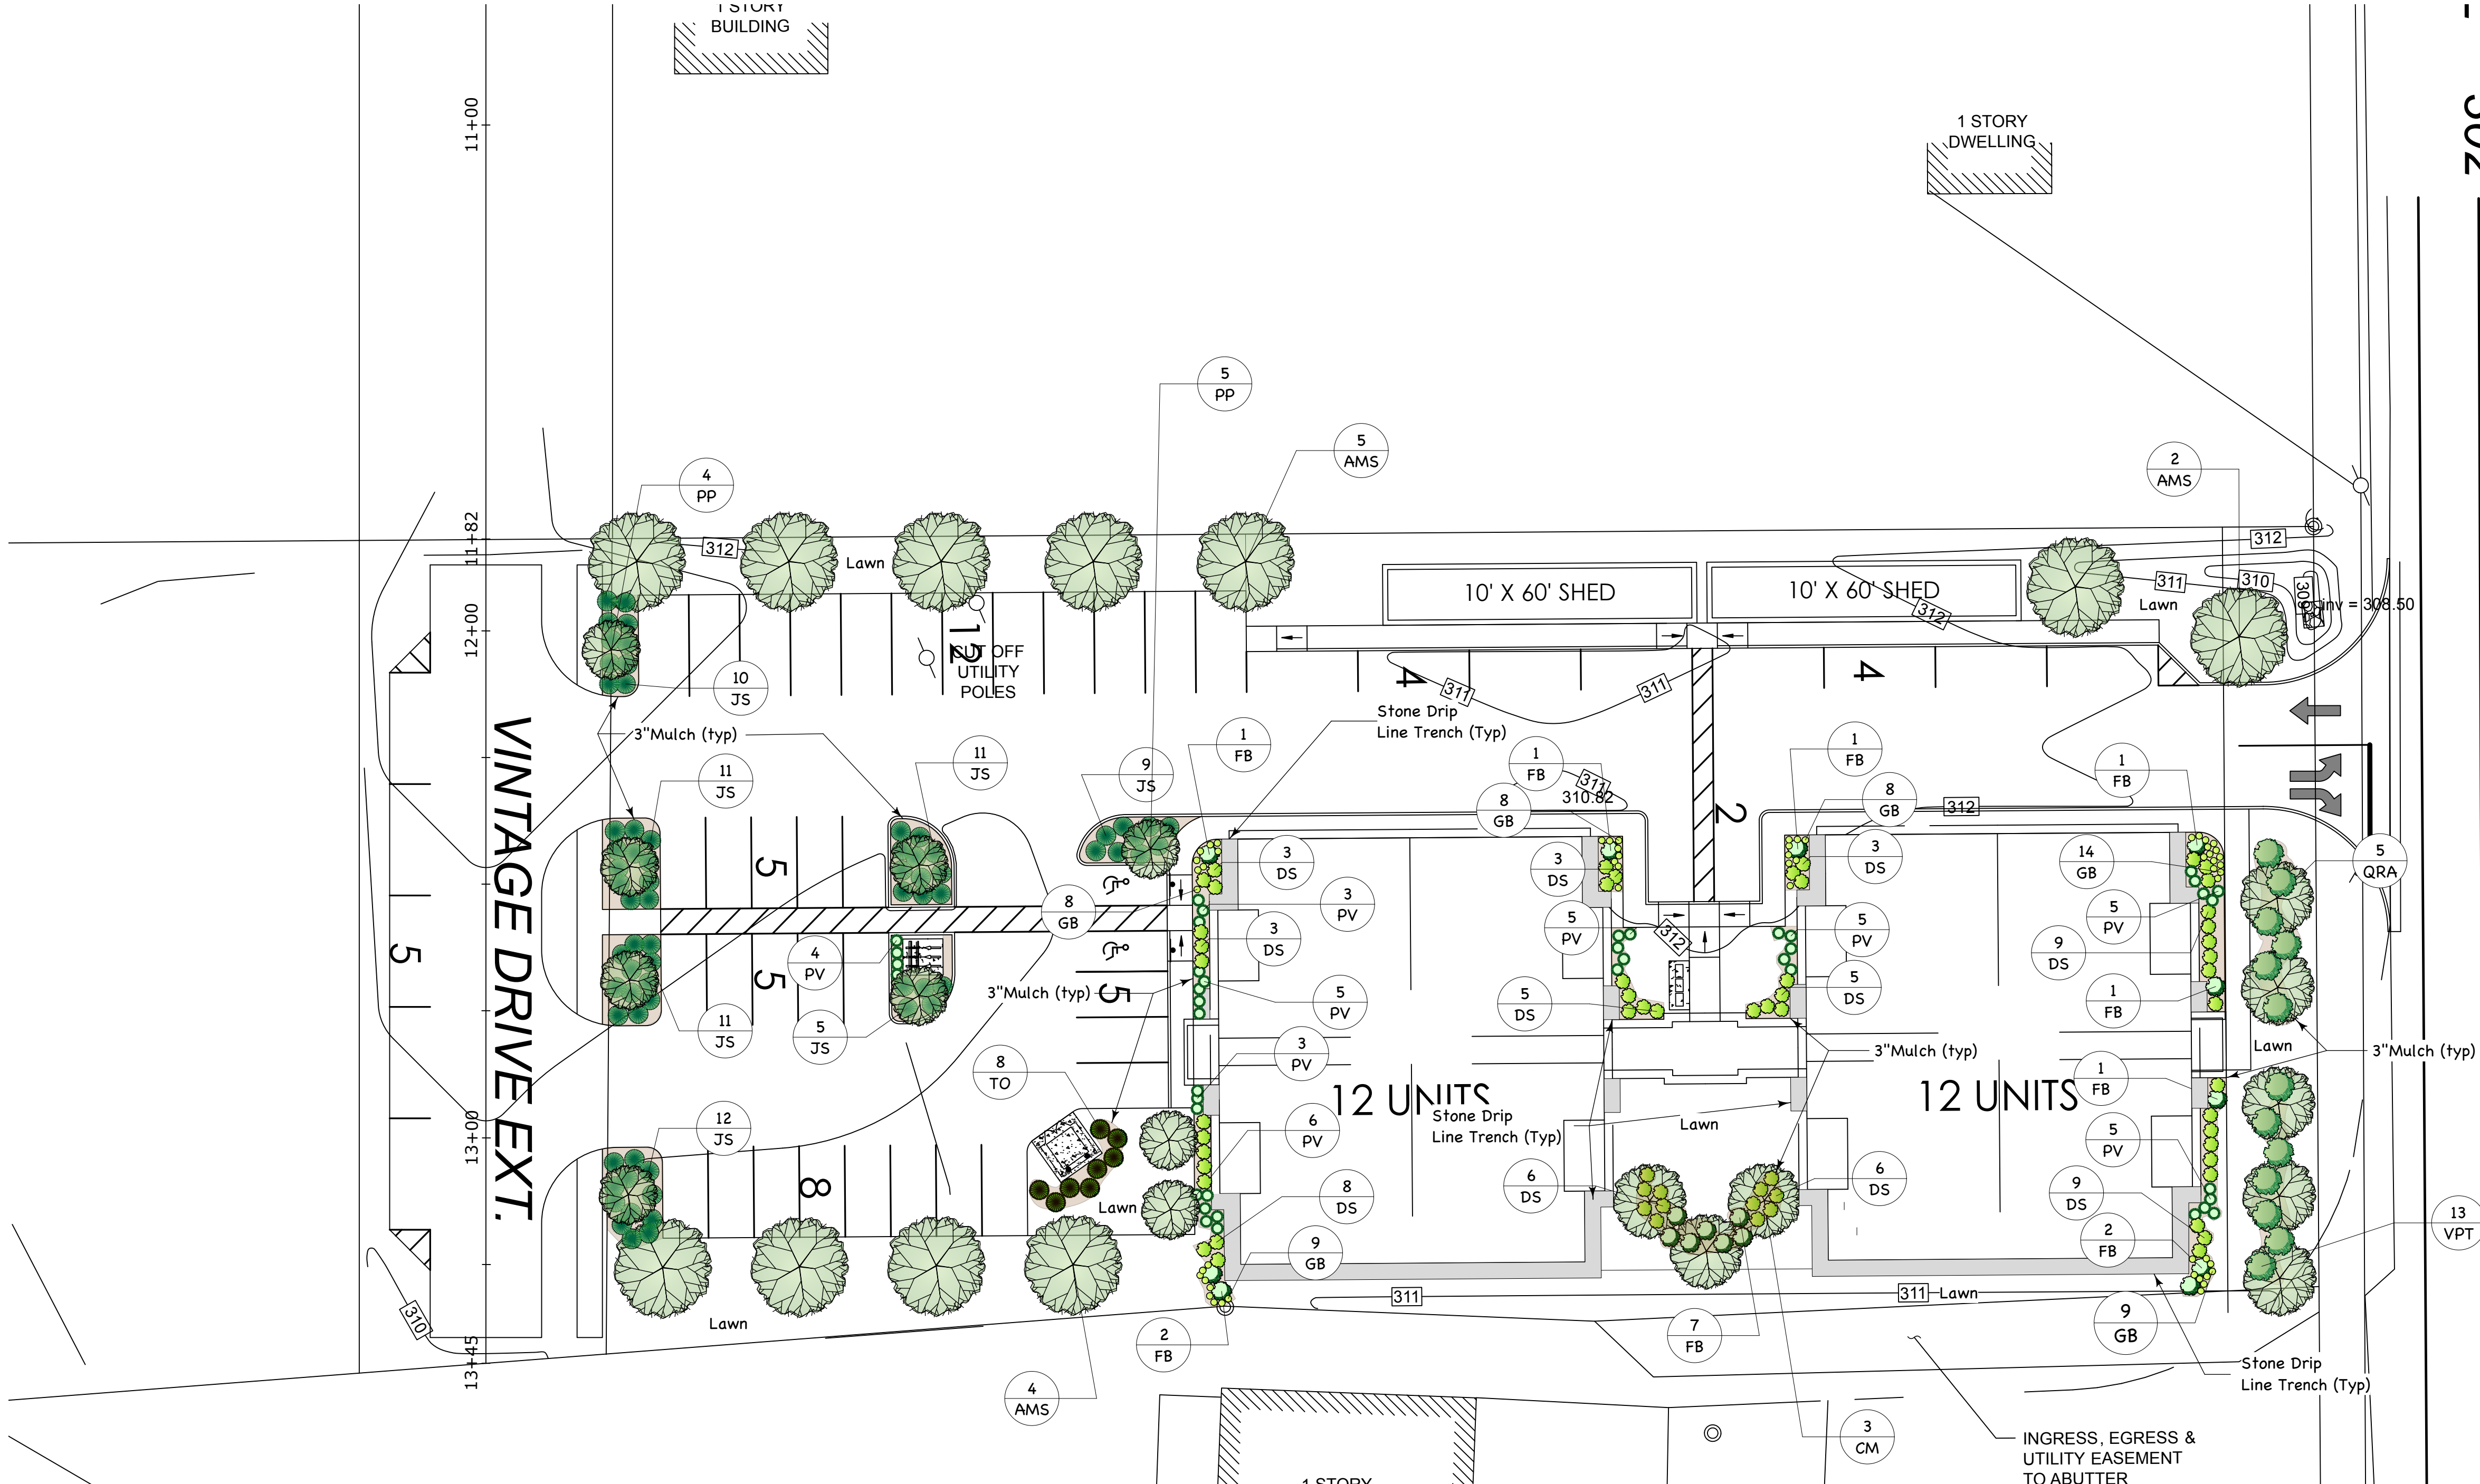 1 STORY
BUILDING
302
11+00
1 STORY
DWELLING
5
PP
5
AMS
2
AMS
4
PP
11+82
312
Lawn
312
311
310
309
inv = 308.50
10' X 60' SHED
10' X 60' SHED
312
Lawn
12+00
12
CUT OFF
UTILITY
POLES
10
JS
4
311
311
4
Stone Drip
Line Trench (Typ)
3"Mulch (typ)
VINTAGE DRIVE EXT.
11
JS
11
JS
9
JS
1
FB
1
FB
1
FB
1
FB
311
310.82
8
GB
8
GB
312
2
5
3
DS
3
DS
3
DS
14
GB
5
QRA
8
GB
3
PV
5
PV
5
PV
5
PV
3
DS
312
9
DS
5
4
PV
5
3"Mulch (typ)
5
5
PV
5
DS
5
DS
1
FB
11
JS
5
JS
3
PV
3"Mulch (typ)
Lawn
3"Mulch (typ)
8
TO
12 UNITS
12 UNITS
1
FB
Stone Drip
Line Trench (Typ)
Lawn
13+00
12
JS
6
PV
5
PV
8
6
DS
6
DS
8
DS
9
DS
Lawn
13
VPT
2
FB
9
GB
311
311
Lawn
310
Lawn
2
FB
7
FB
9
GB
13+45
4
AMS
Stone Drip
Line Trench (Typ)
3
CM
INGRESS, EGRESS &
UTILITY EASEMENT
TO ABUTTER
1 STORY